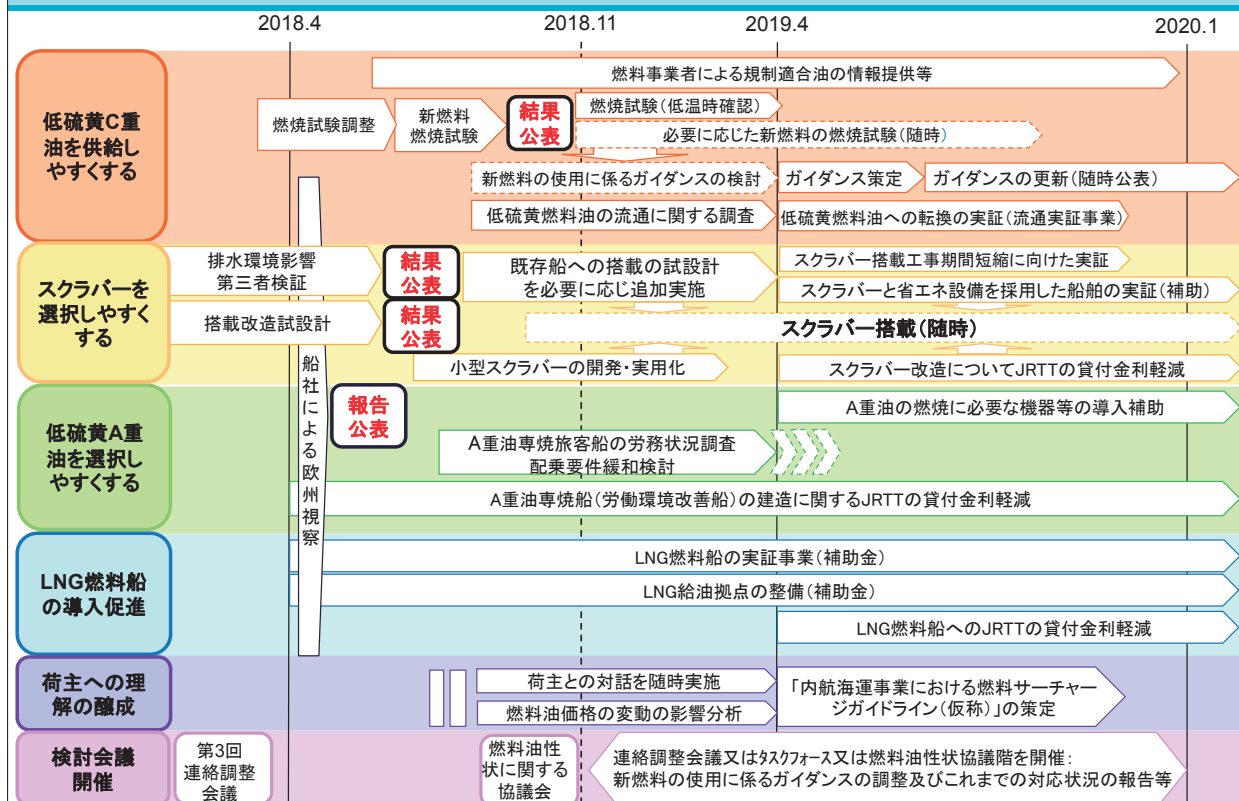 2018.4
2018.11
2019.4
2020.1
低硫黄C重
油を供給し
やすくする
燃料事業者による規制適合油の情報提供等
燃焼試験調整
新燃料
燃焼試験
結果
公表
燃焼試験(低温時確認)
必要に応じた新燃料の燃焼試験(随時)
新燃料の使用に係るガイダンスの検討
ガイダンス策定
ガイダンスの更新(随時公表)
低硫黄燃料油の流通に関する調査
低硫黄燃料油への転換の実証(流通実証事業)
スクラバーを
選択しやすく
する
排水環境影響
第三者検証
結果
公表
既存船への搭載の試設計
を必要に応じ追加実施
スクラバー搭載工事期間短縮に向けた実証
スクラバーと省エネ設備を採用した船舶の実証(補助)
搭載改造試設計
結果
公表
スクラバー搭載(随時)
小型スクラバーの開発・実用化
スクラバー改造についてJRTTの貸付金利軽減
船社による欧州視察
低硫黄A重
油を選択し
やすくする
報告
公表
A重油の燃焼に必要な機器等の導入補助
A重油専焼旅客船の労務状況調査
配乗要件緩和検討
A重油専焼船(労働環境改善船)の建造に関するJRTTの貸付金利軽減
LNG燃料船
の導入促進
LNG燃料船の実証事業(補助金)
LNG給油拠点の整備(補助金)
LNG燃料船へのJRTTの貸付金利軽減
荷主への理
解の醸成
荷主との対話を随時実施
燃料油価格の変動の影響分析
「内航海運事業における燃料サーチャー
ジガイドライン(仮称)」の策定
検討会議
開催
第3回
連絡調整
会議
燃料油性
状に関する
協議会
連絡調整会議又はタスクフォース又は燃料油性状協議階を開催:
新燃料の使用に係るガイダンスの調整及びこれまでの対応状況の報告等